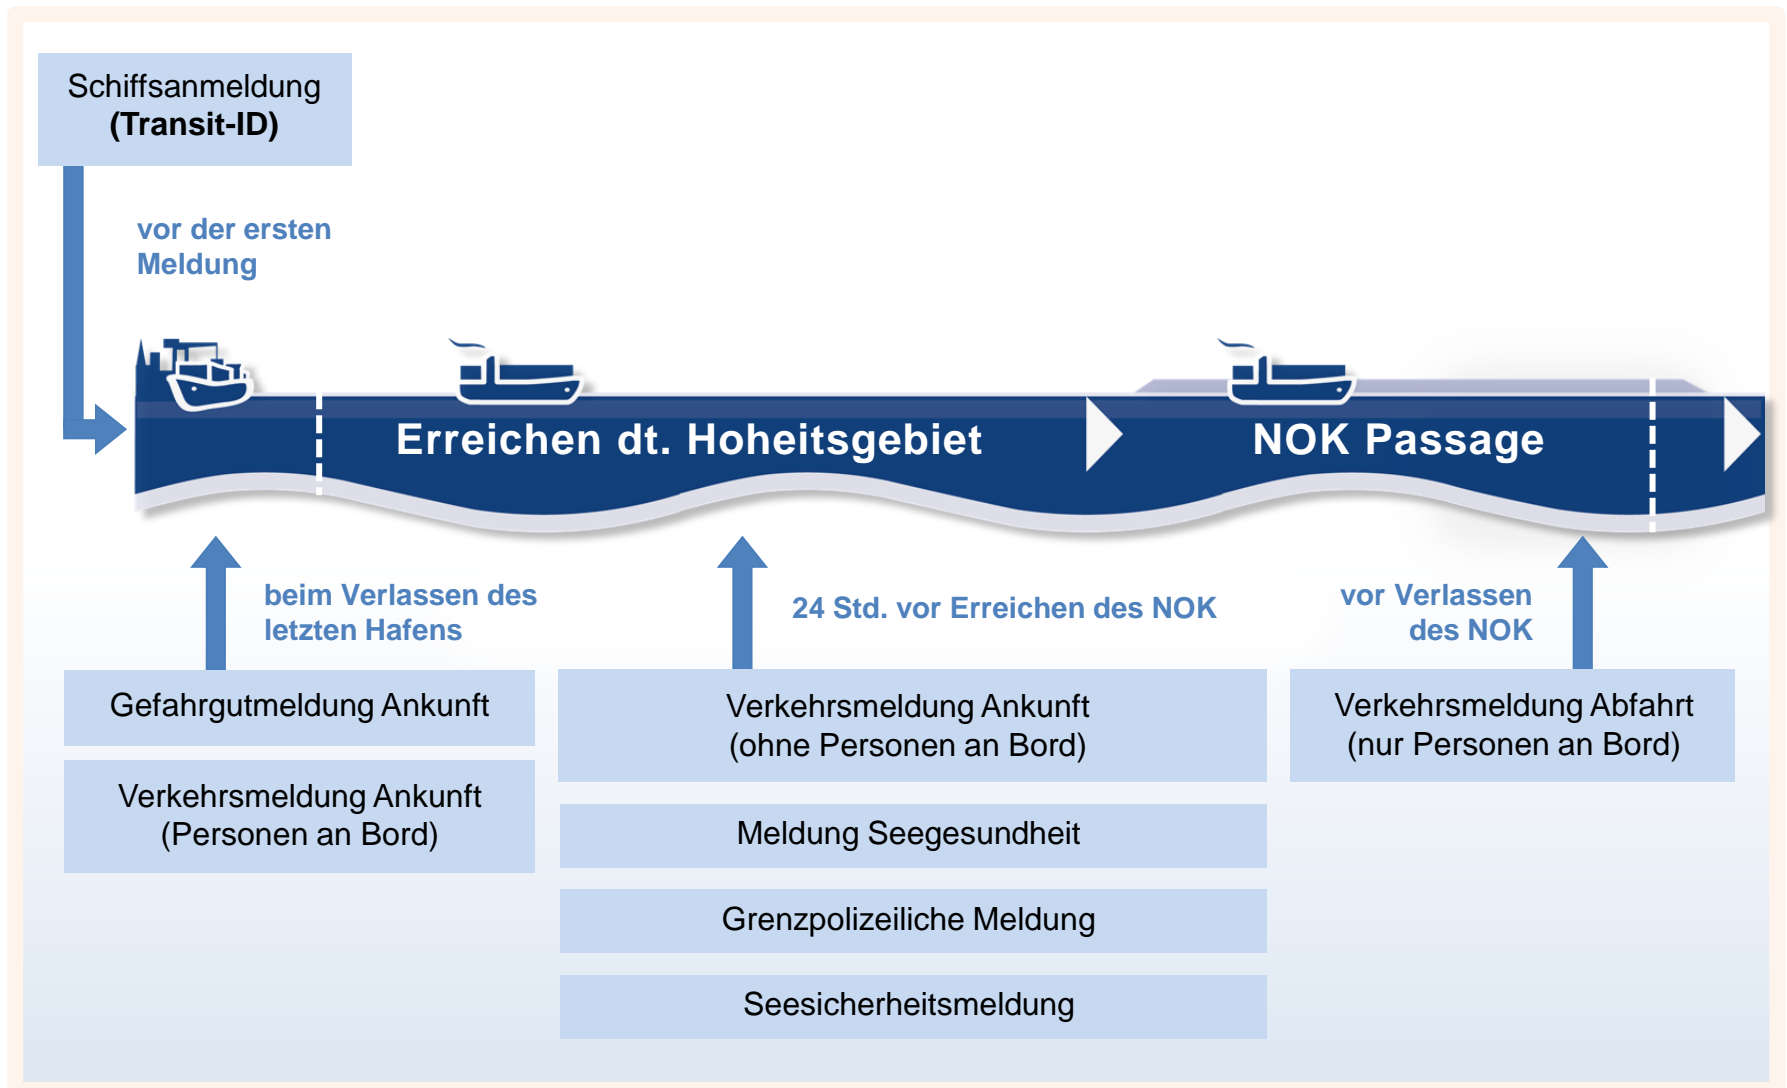 Schiffsanmeldung
(Transit-ID)
vor der ersten
Meldung
Erreichen dt. Hoheitsgebiet
NOK Passage
beim Verlassen des
letzten Hafens
24 Std. vor Erreichen des NOK
vor Verlassen
des NOK
Gefahrgutmeldung Ankunft
Verkehrsmeldung Ankunft
(Personen an Bord)
Verkehrsmeldung Ankunft
(ohne Personen an Bord)
Meldung Seegesundheit
Grenzpolizeiliche Meldung
Seesicherheitsmeldung
Verkehrsmeldung Abfahrt
(nur Personen an Bord)